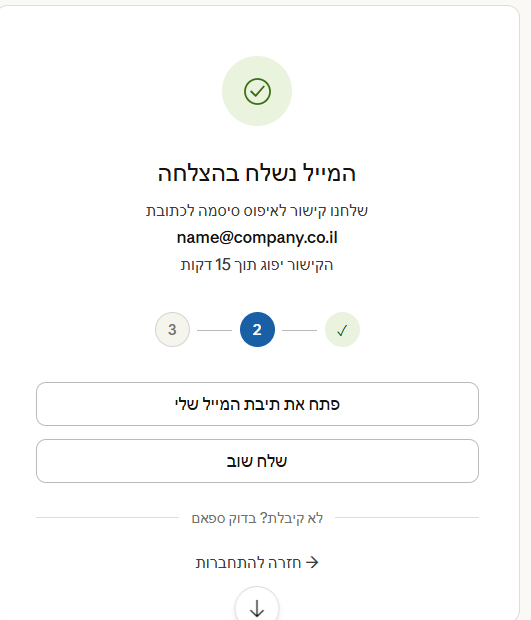 המייל נשלח בהצלחה
שלחנו קישור לאיפוס סיסמה לכתובת
name@company.co.il
הקישור יפוג תוך 15 דקות
✓ 2 3
פתח את תיבת המייל שלי
שלח שוב
לא קיבלת? בדוק ספאם
→ חזרה להתחברות